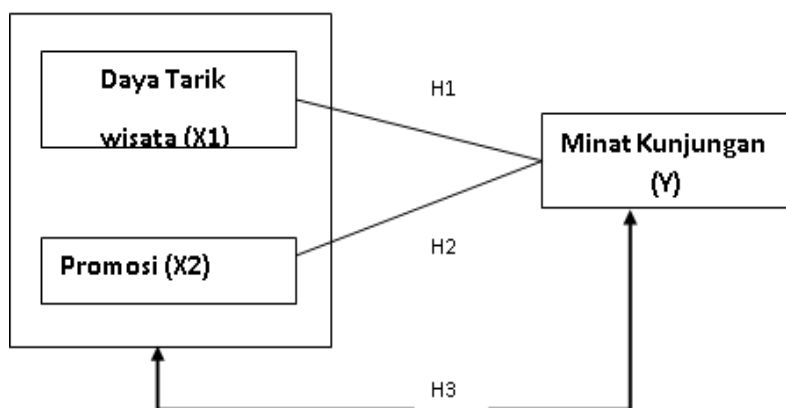 Daya Tarik
wisata (X1)
H1
Minat Kunjungan
(Y)
Promosi (X2)
H2
H3